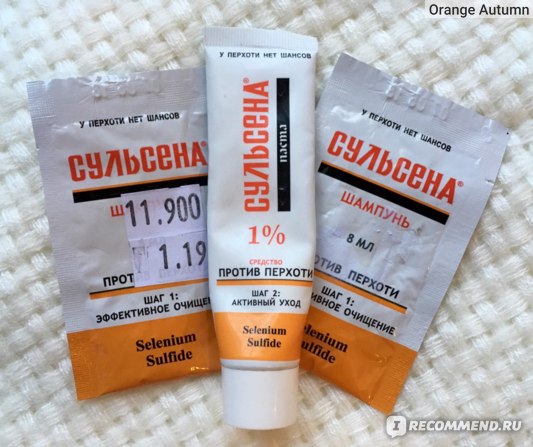 Orange Autumn
У ПЕРХОТИ НЕТ ШАНСОВ
СУЛЬСЕНА®
11.900
1.19
ПРОТИ
ШАГ 1:
ЭФФЕКТИВНОЕ ОЧИЩЕ
Selenium
Sulfide
У ПЕРХОТИ НЕТ ШАНСОВ
СУЛЬСЕНА®
паста
1%
СРЕДСТВО
ПРОТИВ ПЕРХОТИ
ШАГ 2:
АКТИВНЫЙ УХОД
Selenium
Sulfide
У ПЕРХОТИ НЕТ ШАНСОВ
СУЛЬСЕНА®
ШАМПУНЬ
8 МЛ
ПРОТИВ ПЕРХОТИ
ШАГ 1:
ИВНОЕ ОЧИЩЕНИЕ
Selenium
Sulfide
I RECOMMEND.RU